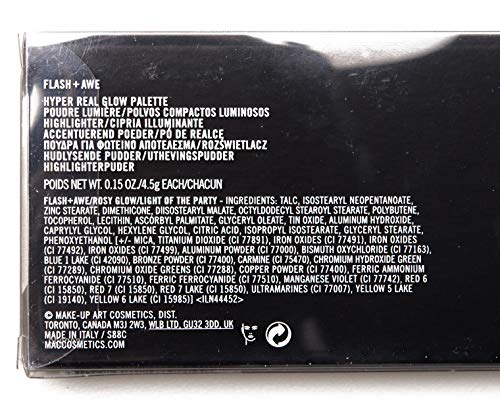 FLASH + AWE
HYPER REAL GLOW PALETTE
POUDRE LUMIÈRE/POLVOS COMPACTOS LUMINOSOS
HIGHLIGHTER/CIPRIA ILLUMINANTE
ACCENTUEREND POEDER/PÓ DE REALCE
ΠΟΥΔΡΑ ΓΙΑ ΦΩΤΕΙΝΟ ΑΠΟΤΕΛΕΣΜΑ/ROZŚWIETLACZ
HUDLYSENDE PUDDER/UTHEVINGSPUDDER
HIGHLIGHTERPUDER
POIDS NET WT. 0.15 OZ./4.5g EACH/CHACUN
FLASH+AWE/ROSY GLOW/LIGHT OF THE PARTY - INGREDIENTS: TALC, ISOSTEARYL NEOPENTANOATE,
ZINC STEARATE, DIMETHICONE, DIISOSTEARYL MALATE, OCTYLDODECYL STEAROYL STEARATE, POLYBUTENE,
TOCOPHEROL, LECITHIN, ASCORBYL PALMITATE, GLYCERYL OLEATE, TIN OXIDE, ALUMINUM HYDROXIDE,
CAPRYLYL GLYCOL, HEXYLENE GLYCOL, CITRIC ACID, ISOPROPYL ISOSTEARATE, GLYCERYL STEARATE,
PHENOXYETHANOL [+/- MICA, TITANIUM DIOXIDE (CI 77891), IRON OXIDES (CI 77491), IRON OXIDES
(CI 77492), IRON OXIDES (CI 77499), ALUMINUM POWDER (CI 77000), BISMUTH OXYCHLORIDE (CI 77163),
BLUE 1 LAKE (CI 42090), BRONZE POWDER (CI 77400), CARMINE (CI 75470), CHROMIUM HYDROXIDE GREEN
(CI 77289), CHROMIUM OXIDE GREENS (CI 77288), COPPER POWDER (CI 77400), FERRIC AMMONIUM
FERROCYANIDE (CI 77510), FERRIC FERROCYANIDE (CI 77510), MANGANESE VIOLET (CI 77742), RED 6
(CI 15850), RED 7 (CI 15850), RED 7 LAKE (CI 15850), ULTRAMARINES (CI 77007), YELLOW 5 LAKE
(CI 19140), YELLOW 6 LAKE (CI 15985)] <ILN44452>
© MAKE-UP ART COSMETICS, DIST.
TORONTO, CANADA M3J 2W3, WLB LTD. GU32 3DD, UK
MADE IN ITALY / S88C
MACCOSMETICS.COM